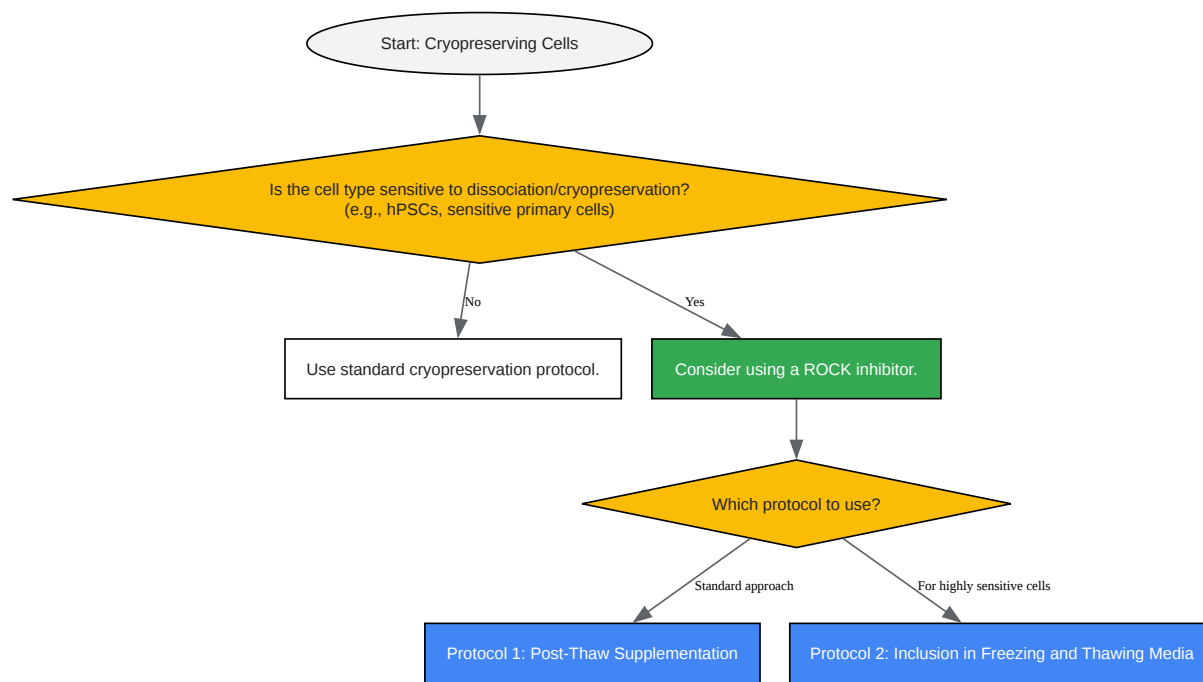 Start: Cryopreserving Cells
Is the cell type sensitive to dissociation/cryopreservation?
(e.g., hPSCs, sensitive primary cells)
No
Yes
Use standard cryopreservation protocol.
Consider using a ROCK inhibitor.
Which protocol to use?
Standard approach
For highly sensitive cells
Protocol 1: Post-Thaw Supplementation
Protocol 2: Inclusion in Freezing and Thawing Media